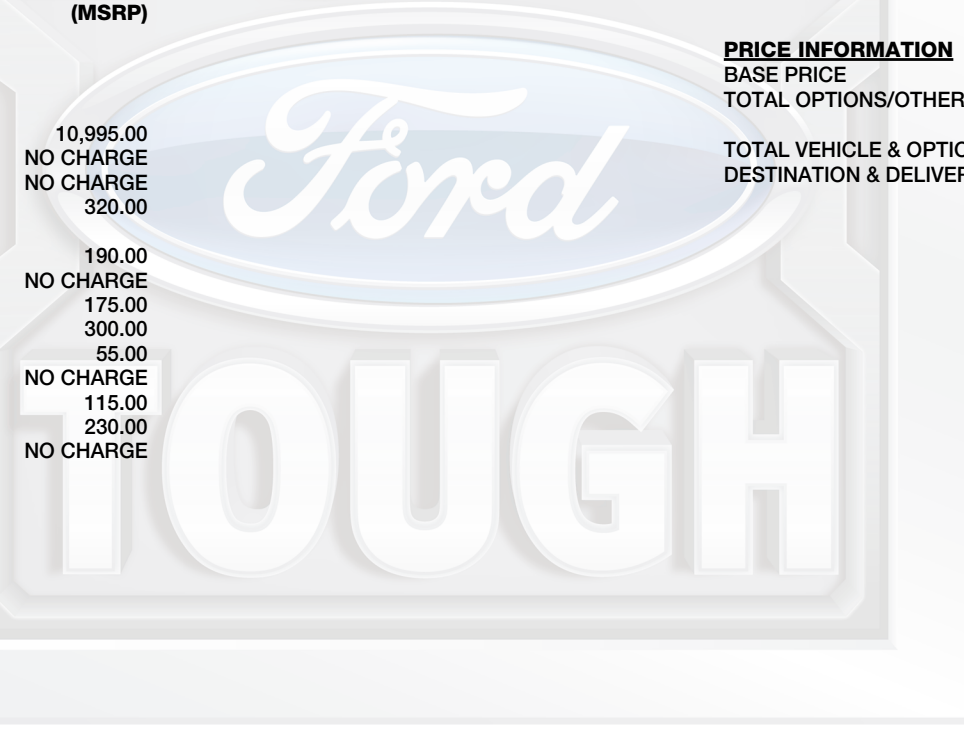 (MSRP)
10,995.00
NO CHARGE
NO CHARGE
320.00
190.00
NO CHARGE
175.00
300.00
55.00
NO CHARGE
115.00
230.00
NO CHARGE
PRICE INFORMATION
BASE PRICE
TOTAL OPTIONS/OTHER
TOTAL VEHICLE & OPTIO
DESTINATION & DELIVER
Ford
TOUGH